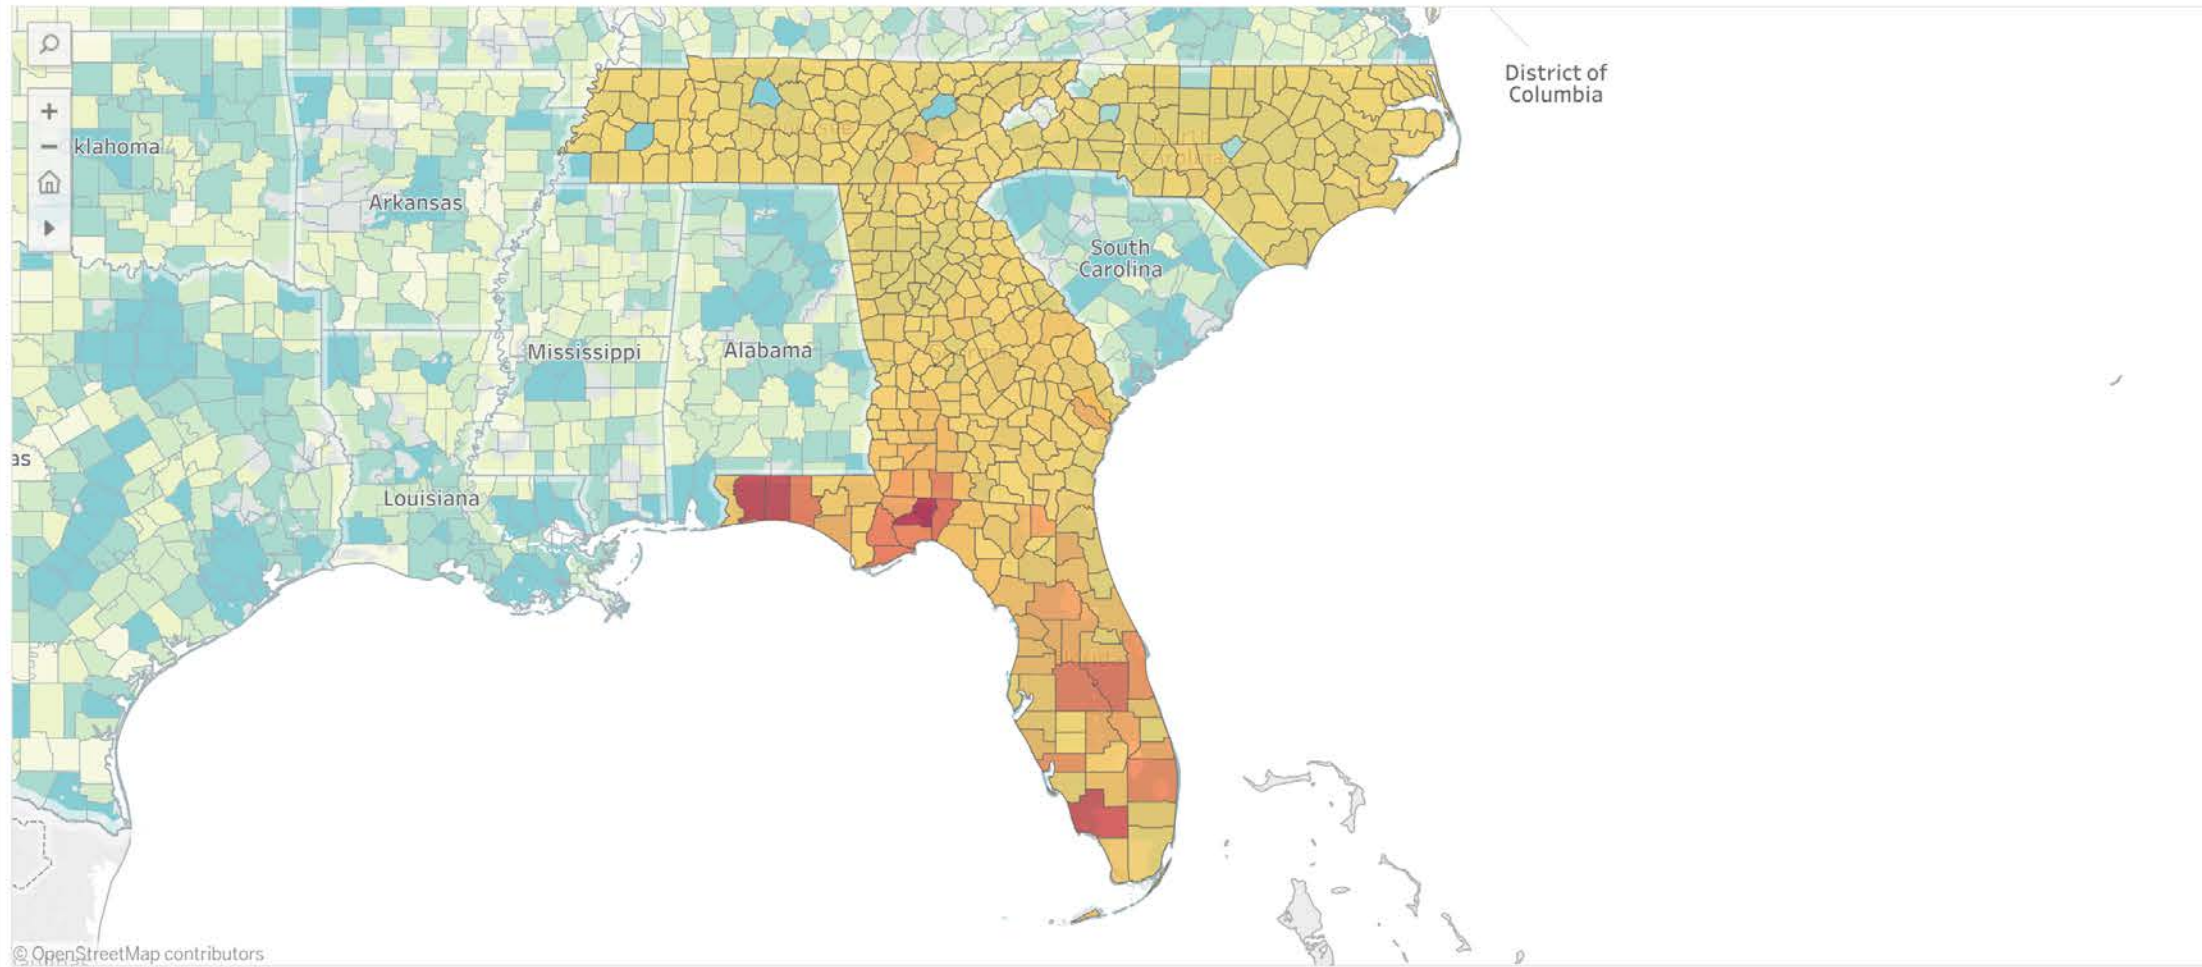 District of
Columbia
klahoma
Arkansas
South
Carolina
Mississippi
Alabama
as
Louisiana
© OpenStreetMap contributors